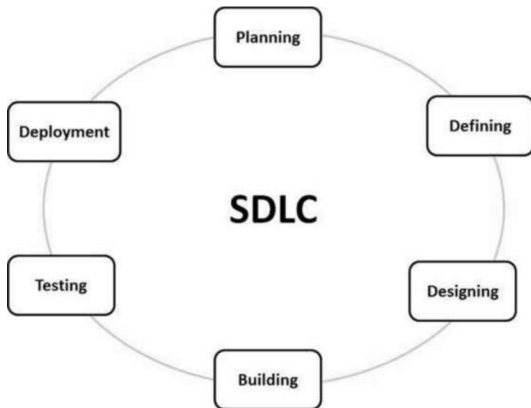 Planning
Defining
Designing
Building
Testing
Deployment
SDLC